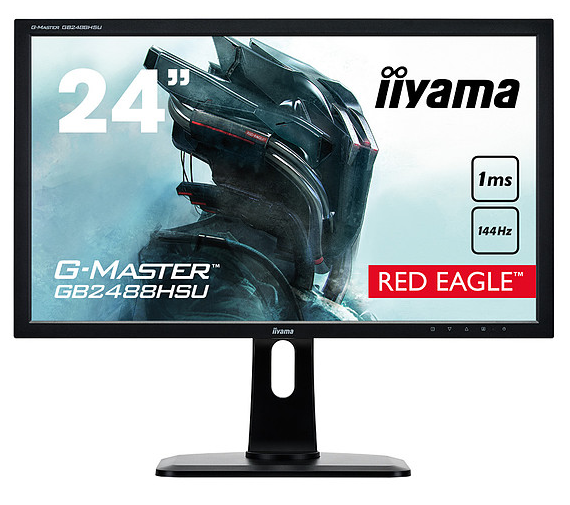 G-MASTER GB2488HSU
24"
iiyama
1ms
144Hz
G-MASTER™
GB2488HSU
RED EAGLE™
iiyama